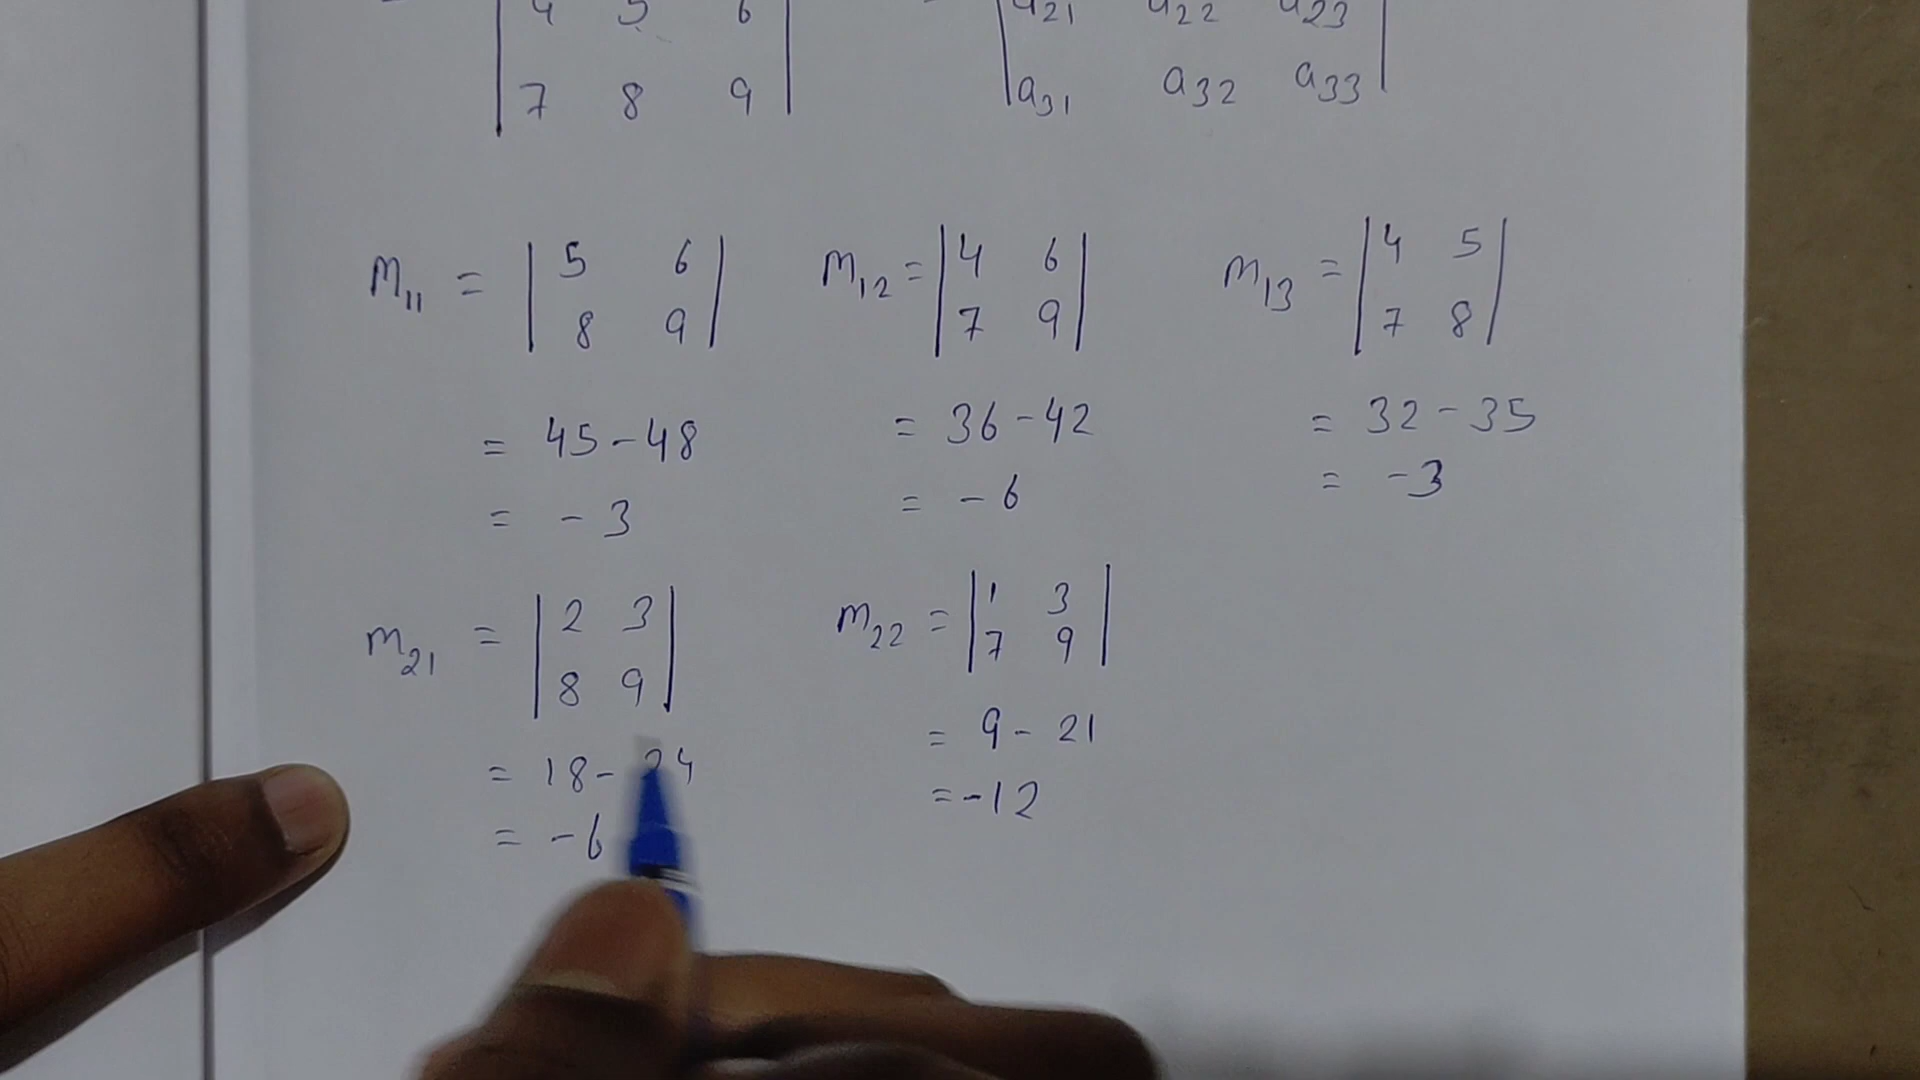 = | 4 5 6 | = | a21 a22 a23 |
| 7 8 9 | | a31 a32 a33 |
M11 = | 5 6 |
| 8 9 |
= 45 - 48
= - 3
M12 = | 4 6 |
| 7 9 |
= 36 - 42
= - 6
M13 = | 4 5 |
| 7 8 |
= 32 - 35
= - 3
M21 = | 2 3 |
| 8 9 |
= 18 - 24
= - 6
M22 = | 1 3 |
| 7 9 |
= 9 - 21
= - 12